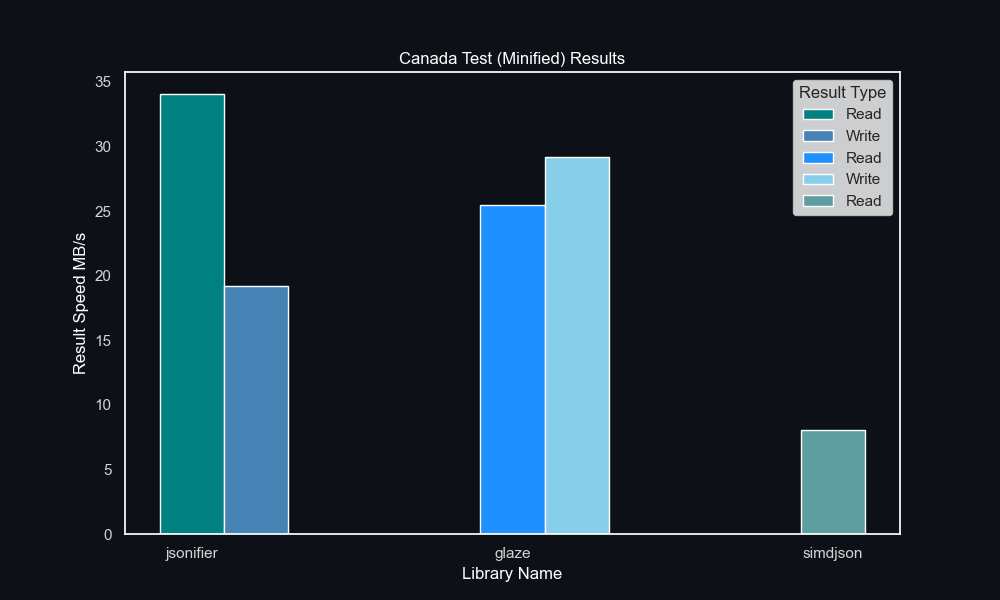 Canada Test (Minified) Results
Result Type
Read
Write
Read
Write
Read
Result Speed MB/s
35
30
25
20
15
10
5
0
jsonifier
glaze
simdjson
Library Name